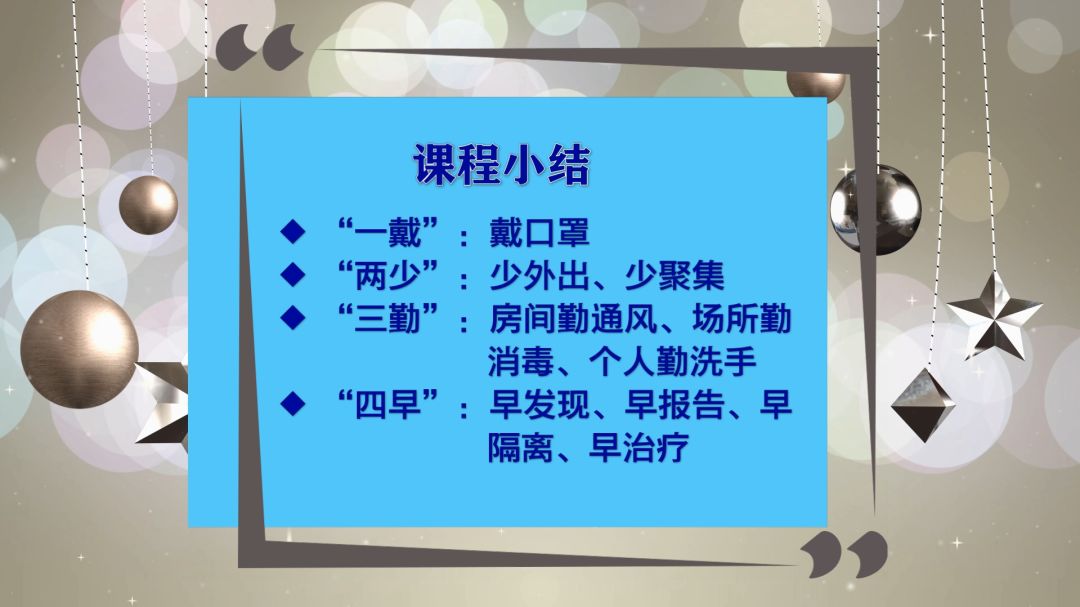 课程小结
◆ “一戴”：戴口罩
◆ “两少”：少外出、少聚集
◆ “三勤”：房间勤通风、场所勤
消毒、个人勤洗手
◆ “四早”：早发现、早报告、早
隔离、早治疗